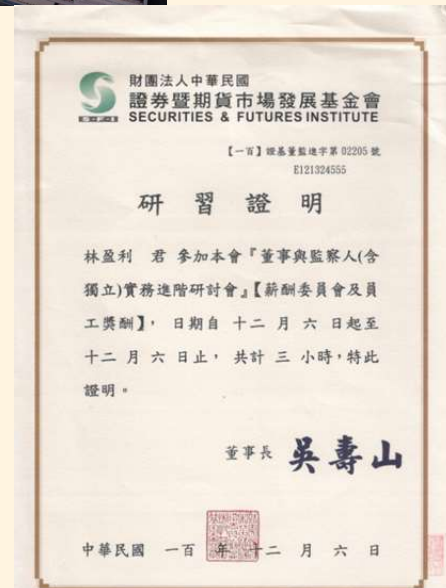 財團法人中華民國
證券暨期貨市場發展基金會
SECURITIES & FUTURES INSTITUTE
S·F·I
【一百】證基董監進字第 02205 號
E121324555
研習證明
林盈利 君 參加本會『董事與監察人(含
獨立)實務進階研討會』【薪酬委員會及員
工獎酬】, 日期自 十二 月 六 日起至
十二 月 六 日止, 共計 三 小時,特此
證明。
董事長 吳壽山
中華民國 一百 年 十二 月 六 日